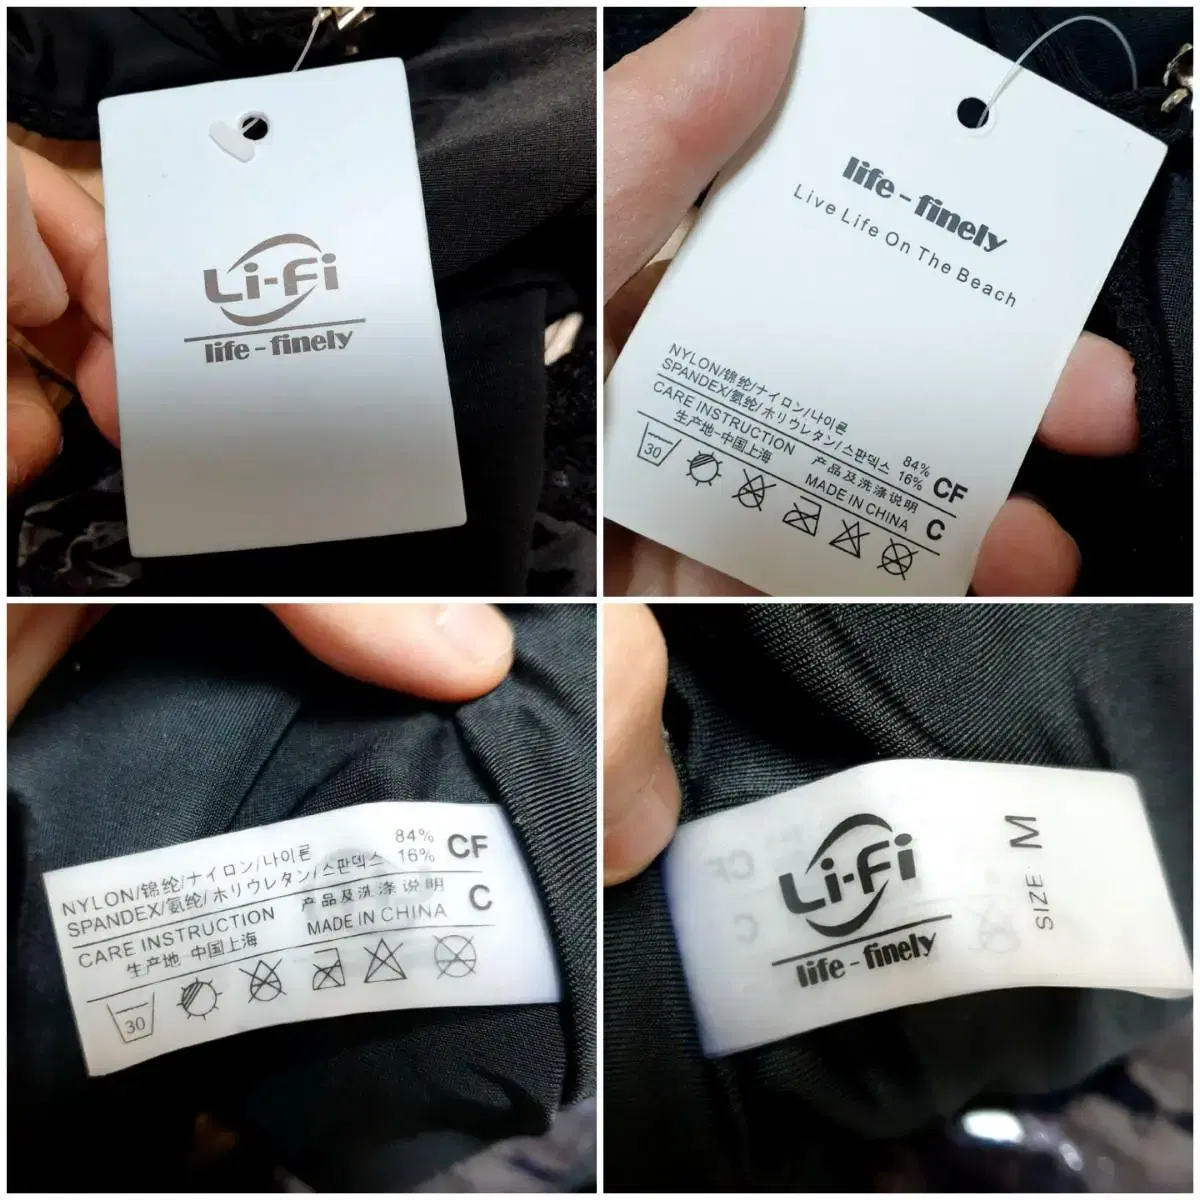 Li-Fi
life-finely
life-finely
Live Life On The Beach
NYLON/锦纶/ナイロン/나이론 84%
SPANDEX/氨纶/ホリウレタン/스판덱스 16% CF
CARE INSTRUCTION 产品及洗涤说明
生产地-中国上海 MADE IN CHINA C
30
NYLON/锦纶/ナイロン/나이론 84%
SPANDEX/氨纶/ホリウレタン/스판덱스 16% CF
CARE INSTRUCTION 产品及洗涤说明
生产地 中国上海 MADE IN CHINA C
30
Li-Fi
life-finely
SIZE: M